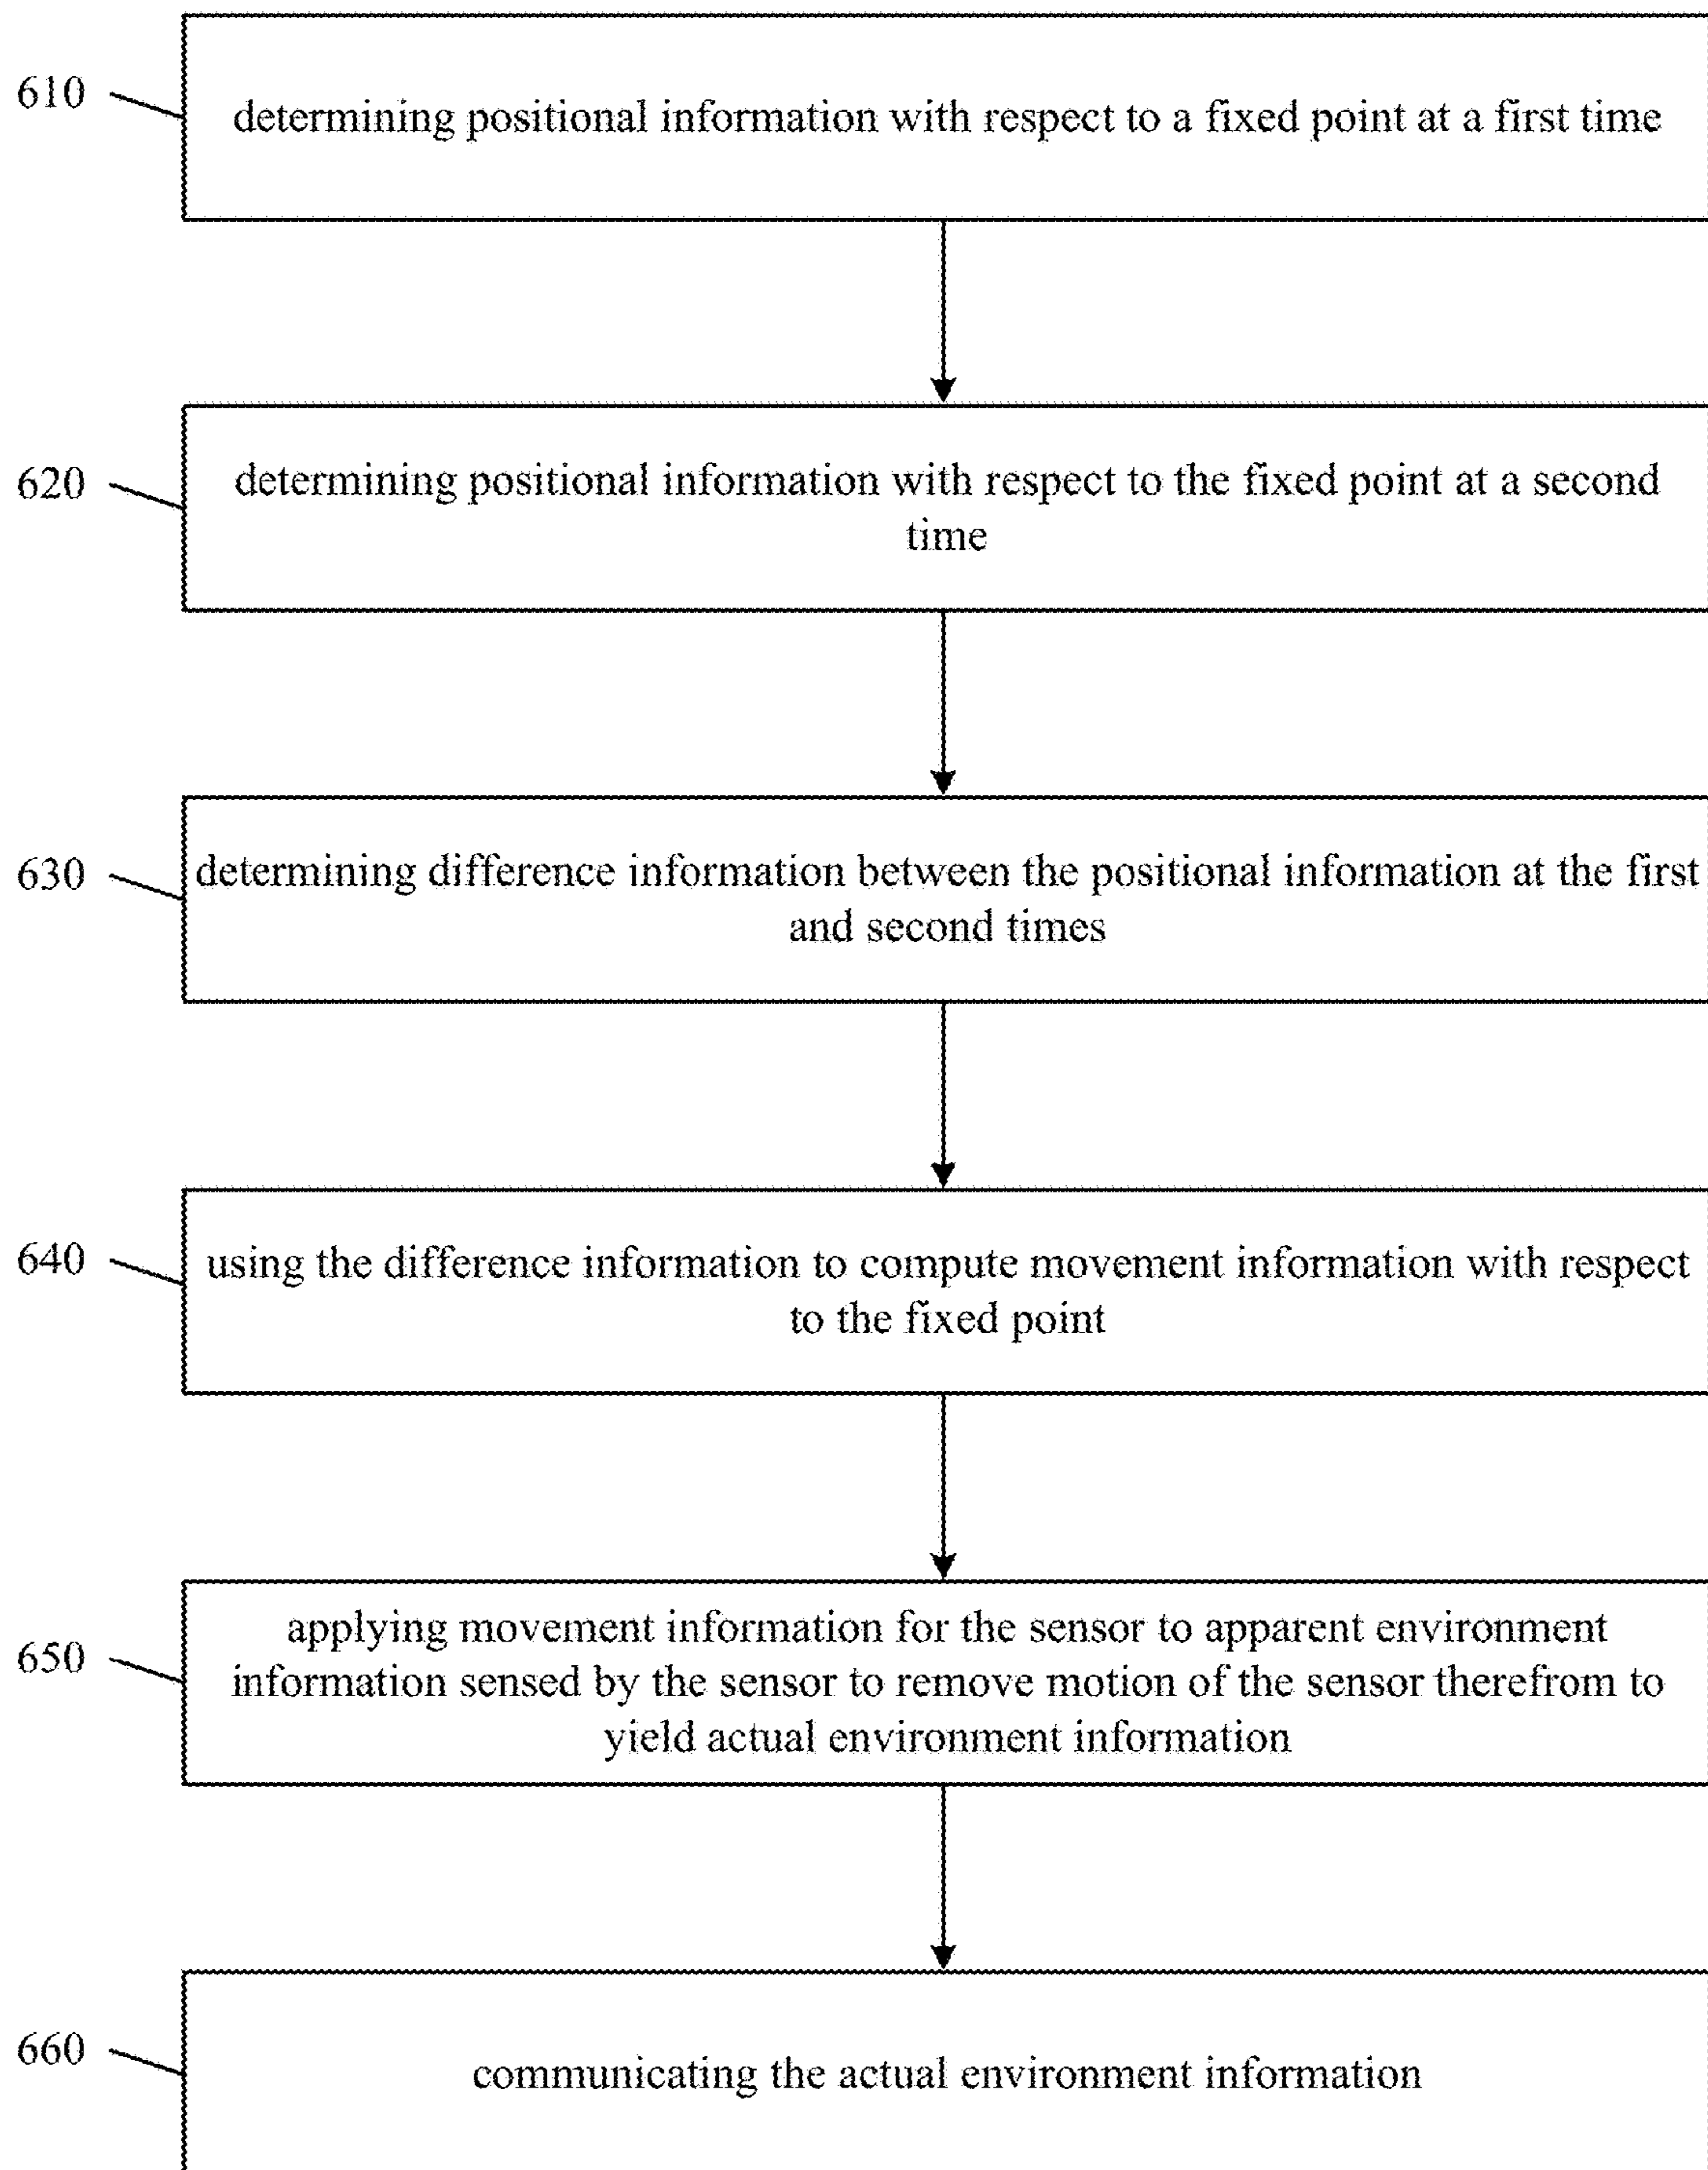 610
determining positional information with respect to a fixed point at a first time
620
determining positional information with respect to the fixed point at a second
time
630
determining difference information between the positional information at the first
and second times
640
using the difference information to compute movement information with respect
to the fixed point
650
applying movement information for the sensor to apparent environment
information sensed by the sensor to remove motion of the sensor therefrom to
yield actual environment information
660
communicating the actual environment information